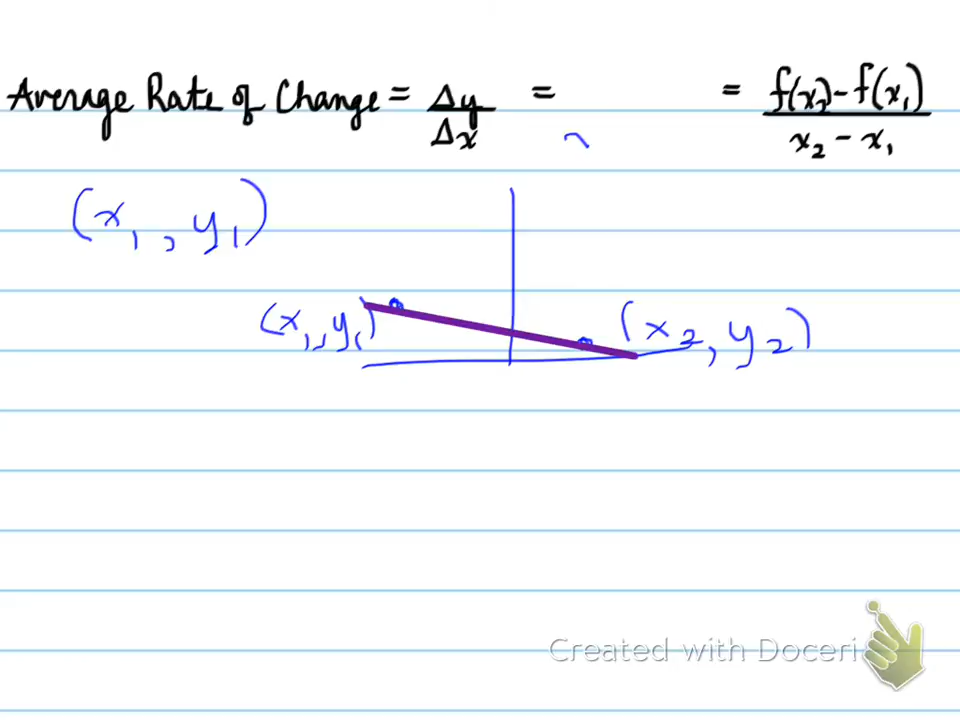 Average Rate of Change = Δy/Δx = = f(x₂) - f(x₁)/x₂ - x₁
(x₁, y₁)
(x₁, y₁) (x₂, y₂)
Created with Doceri